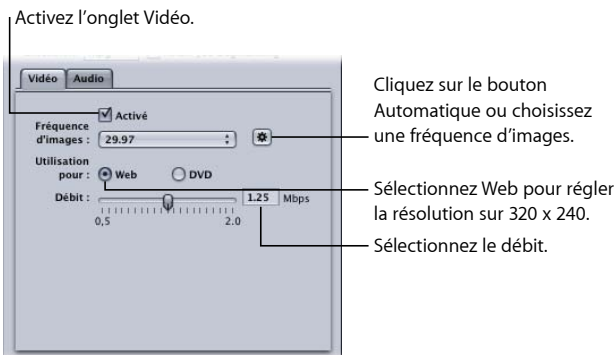 Activez l'onglet Vidéo.
Vidéo Audio
Activé
Fréquence
d'images : 29.97
Cliquez sur le bouton
Automatique ou choisissez
une fréquence d'images.
Utilisation
pour : Web DVD
Sélectionnez Web pour régler
la résolution sur 320 x 240.
Débit : 1.25 Mbps
0,5 2.0
Sélectionnez le débit.